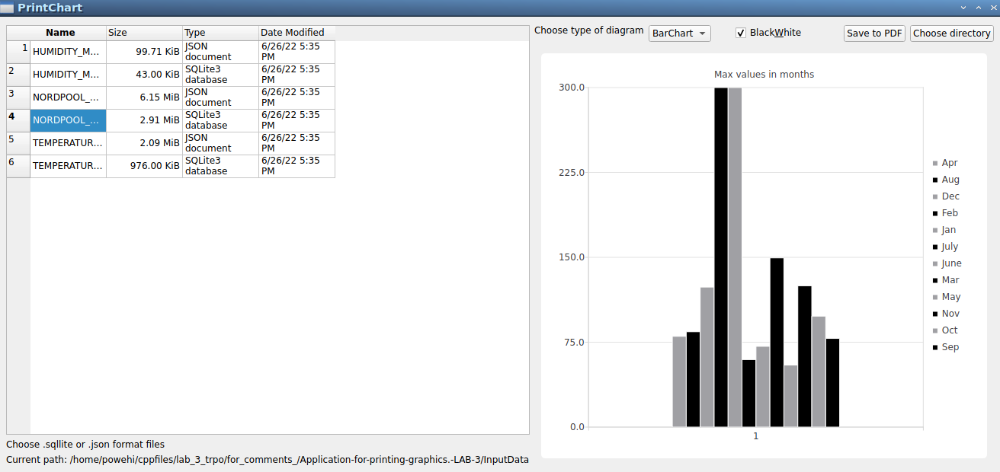 PrintChart
Name Size Type Date Modified
1 HUMIDITY_M... 99.71 KiB JSON document 6/26/22 5:35 PM
2 HUMIDITY_M... 43.00 KiB SQLite3 database 6/26/22 5:35 PM
3 NORDPOOL_... 6.15 MiB JSON document 6/26/22 5:35 PM
4 NORDPOOL_... 2.91 MiB SQLite3 database 6/26/22 5:35 PM
5 TEMPERATUR... 2.09 MiB JSON document 6/26/22 5:35 PM
6 TEMPERATUR... 976.00 KiB SQLite3 database 6/26/22 5:35 PM
Choose .sqllite or .json format files
Current path: /home/powehi/cppfiles/lab_3_trpo/for_comments_/Application-for-printing-graphics.-LAB-3/InputData
Choose type of diagram BarChart BlackWhite Save to PDF Choose directory
Max values in months
300.0
225.0
150.0
75.0
0.0
1
Apr
Aug
Dec
Feb
Jan
July
June
Mar
May
Nov
Oct
Sep